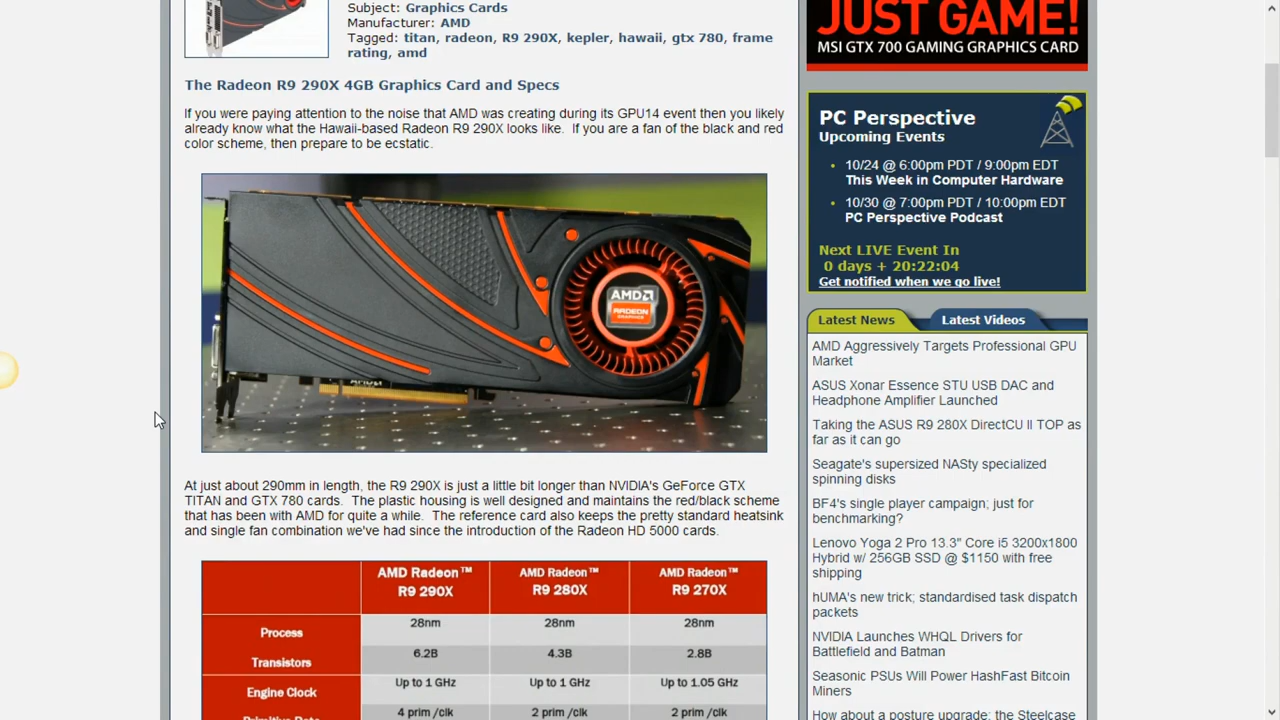 Subject: Graphics Cards
Manufacturer: AMD
Tagged: titan, radeon, R9 290X, kepler, hawaii, gtx 780, frame
rating, amd
The Radeon R9 290X 4GB Graphics Card and Specs
If you were paying attention to the noise that AMD was creating during its GPU14 event then you likely
already know what the Hawaii-based Radeon R9 290X looks like. If you are a fan of the black and red
color scheme, then prepare to be ecstatic.
AMD
RADEON
GRAPHICS
AMD
At just about 290mm in length, the R9 290X is just a little bit longer than NVIDIA's GeForce GTX
TITAN and GTX 780 cards. The plastic housing is well designed and maintains the red/black scheme
that has been with AMD for quite a while. The reference card also keeps the pretty standard heatsink
and single fan combination we've had since the introduction of the Radeon HD 5000 cards.
AMD Radeon™ AMD Radeon™ AMD Radeon™
R9 290X R9 280X R9 270X
Process 28nm 28nm 28nm
Transistors 6.2B 4.3B 2.8B
Engine Clock Up to 1 GHz Up to 1 GHz Up to 1.05 GHz
Primitive Rate 4 prim /clk 2 prim /clk 2 prim /clk
JUST GAME!
MSI GTX 700 GAMING GRAPHICS CARD
PC Perspective
Upcoming Events
10/24 @ 6:00pm PDT / 9:00pm EDT
This Week in Computer Hardware
10/30 @ 7:00pm PDT / 10:00pm EDT
PC Perspective Podcast
Next LIVE Event In
0 days + 20:22:04
Get notified when we go live!
Latest News Latest Videos
AMD Aggressively Targets Professional GPU
Market
ASUS Xonar Essence STU USB DAC and
Headphone Amplifier Launched
Taking the ASUS R9 280X DirectCU II TOP as
far as it can go
Seagate's supersized NASty specialized
spinning disks
BF4's single player campaign; just for
benchmarking?
Lenovo Yoga 2 Pro 13.3" Core i5 3200x1800
Hybrid w/ 256GB SSD @ $1150 with free
shipping
hUMA's new trick; standardised task dispatch
packets
NVIDIA Launches WHQL Drivers for
Battlefield and Batman
Seasonic PSUs Will Power HashFast Bitcoin
Miners
How about a posture upgrade; the Steelcase